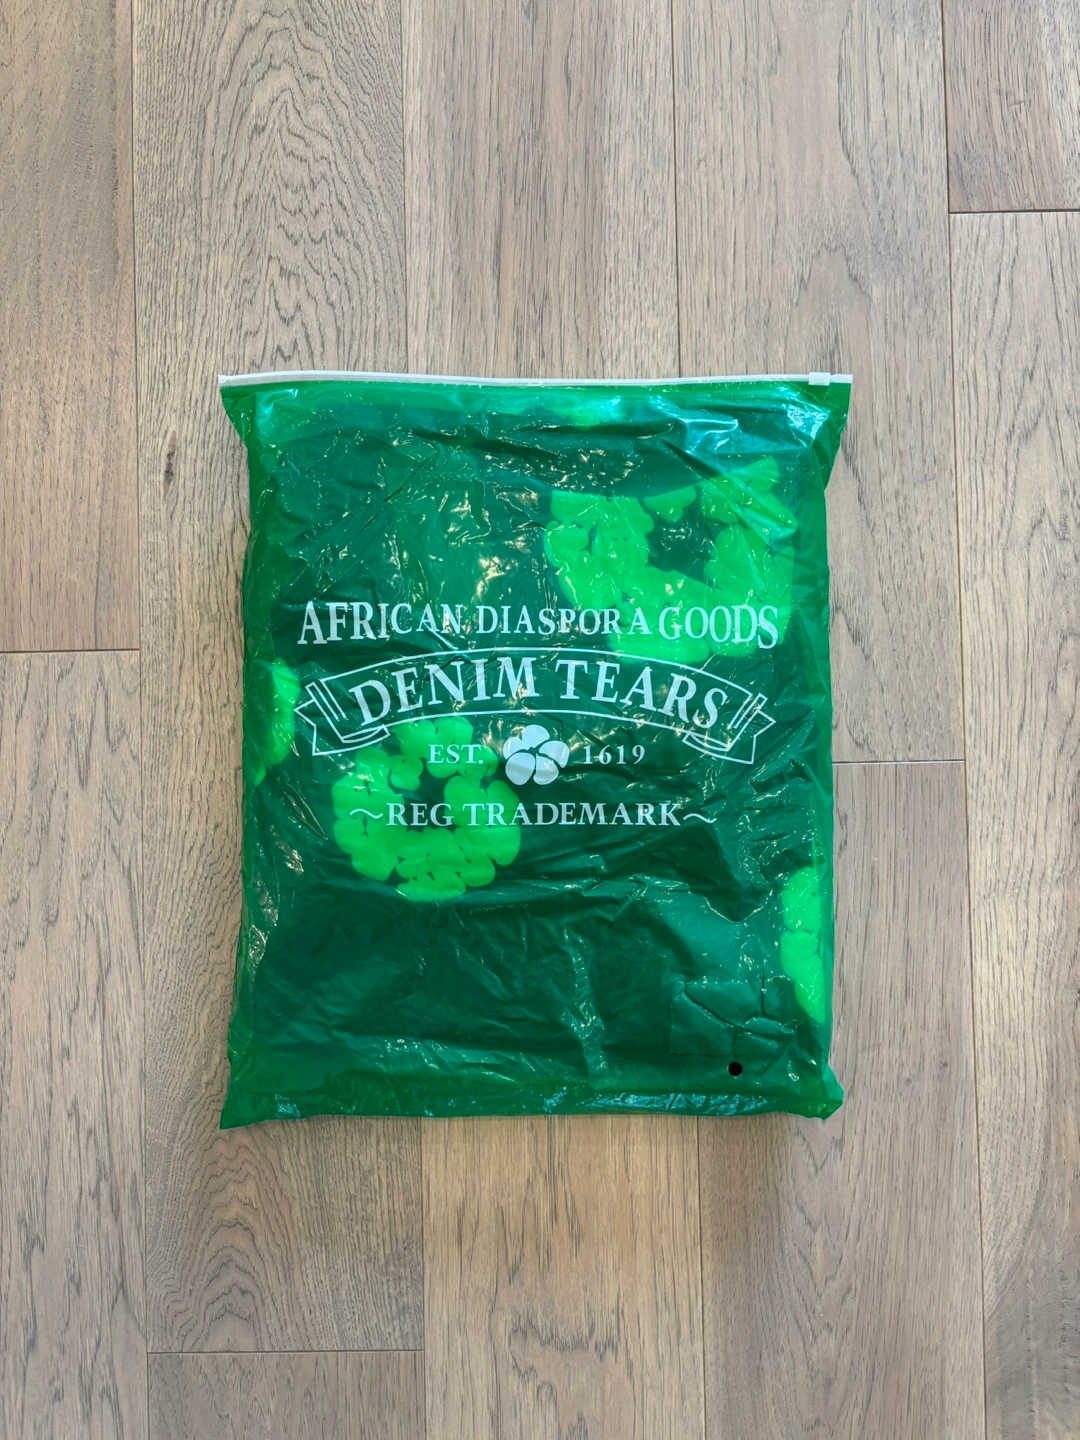 AFRICAN DIASPORA GOODS
DENIM TEARS
EST. 1619
~REG TRADEMARK~